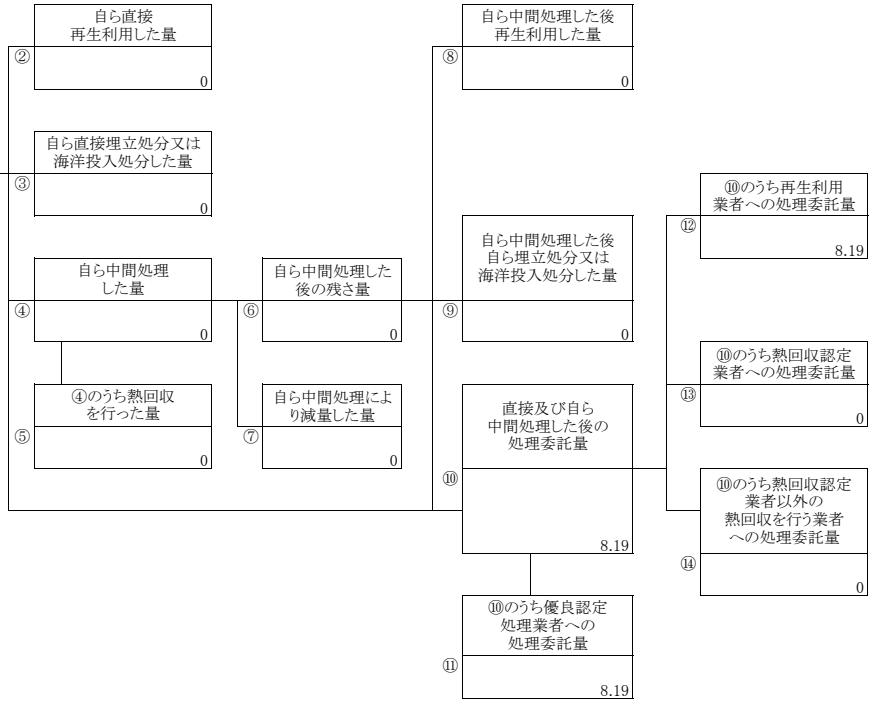 自ら直接
再生利用した量
②
0
自ら直接埋立処分又は
海洋投入処分した量
③
0
自ら中間処理
した量
④
0
④のうち熱回収
を行った量
⑤
0
自ら中間処理した
後の残さ量
⑥
0
自ら中間処理によ
り減量した量
⑦
0
自ら中間処理した後
再生利用した量
⑧
0
自ら中間処理した後
自ら埋立処分又は
海洋投入処分した量
⑨
0
直接及び自ら
中間処理した後の
処理委託量
⑩
8.19
⑩のうち優良認定
処理業者への
処理委託量
⑪
8.19
⑩のうち再生利用
業者への処理委託量
⑫
8.19
⑩のうち熱回収認定
業者への処理委託量
⑬
0
⑩のうち熱回収認定
業者以外の
熱回収を行う業者
への処理委託量
⑭
0